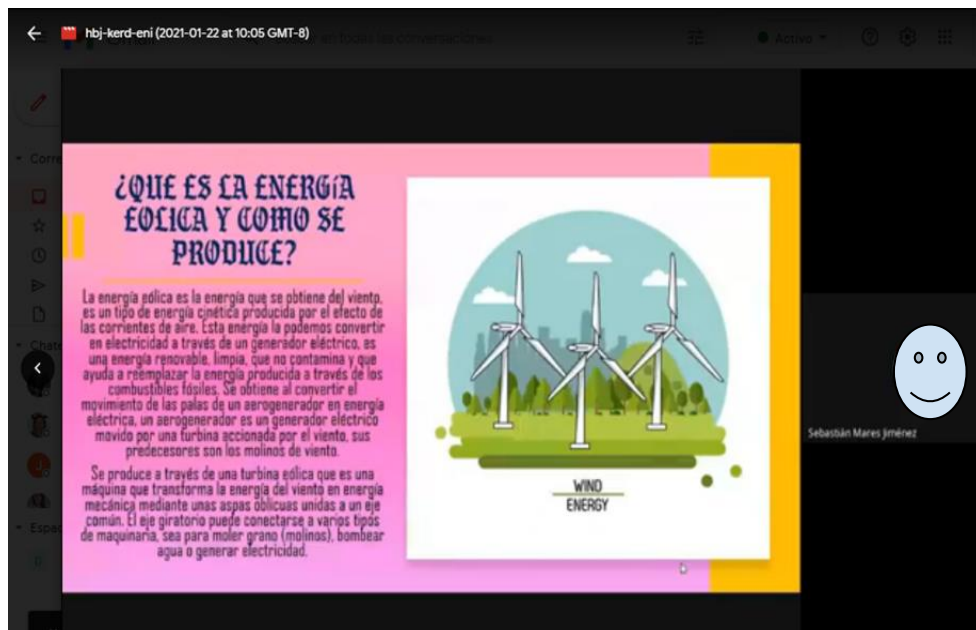 hbj-kerd-eni (2021-01-22 at 10:05 GMT-8)
Activo
Corre
Chats
Espac
D
¿QUE ES LA ENERGÍA
EOLICA Y COMO SE
PRODUCE?
La energía eólica es la energía que se obtiene del viento,
es un tipo de energía cinética producida por el efecto de
las corrientes de aire. Esta energía la podemos convertir
en electricidad a través de un generador eléctrico, es
una energía renovable, limpia, que no contamina y que
ayuda a reemplazar la energía producida a través de los
combustibles fósiles. Se obtiene al convertir el
movimiento de las palas de un aerogenerador en energía
eléctrica, un aerogenerador es un generador eléctrico
movido por una turbina accionada por el viento, sus
predecesores son los molinos de viento.
Se produce a través de una turbina eólica que es una
máquina que transforma la energía del viento en energía
mecánica mediante unas aspas oblicuas unidas a un eje
común. El eje giratorio puede conectarse a varios tipos
de maquinaria, sea para moler grano (molinos), bombear
agua o generar electricidad.
WIND
ENERGY
Sebastián Mares Jiménez